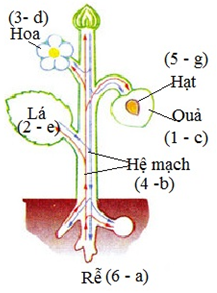 (3- d)
Hoa
(5 - g)
Hạt
Lá
(2 - e)
Quả
(1 - c)
Hệ mạch
(4 -b)
Rễ (6 - a)